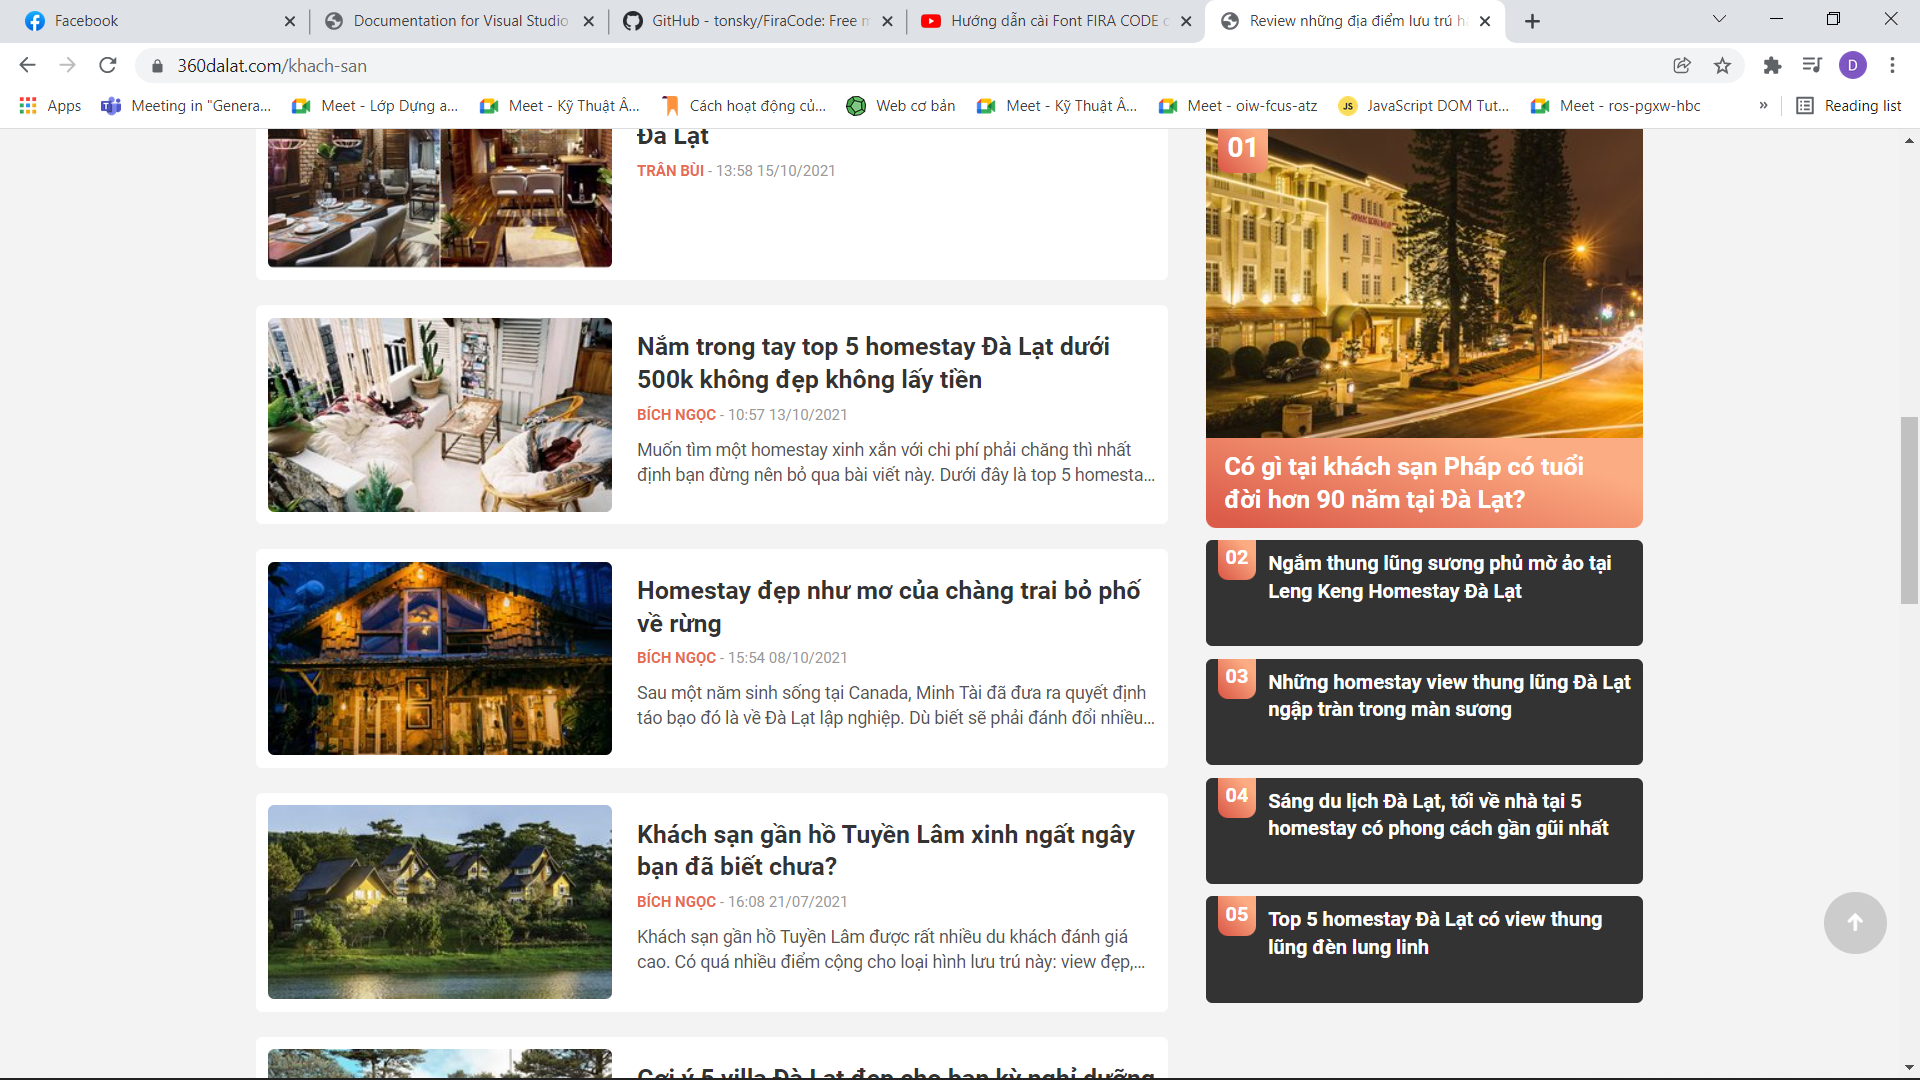 Facebook
Documentation for Visual Studio
GitHub - tonsky/FiraCode: Free m
Hướng dẫn cài Font FIRA CODE c
Review những địa điểm lưu trú hà
360dalat.com/khach-san
D
Apps
Meeting in "Genera...
Meet - Lớp Dựng a...
Meet - Kỹ Thuật Â...
Cách hoạt động củ...
Web cơ bản
Meet - Kỹ Thuật Â...
Meet - oiw-fcus-atz
JS
JavaScript DOM Tut...
Meet - ros-pgxw-hbc
»
Reading list
Đà Lạt
TRÂN BÙI - 13:58 15/10/2021
Nắm trong tay top 5 homestay Đà Lạt dưới
500k không đẹp không lấy tiền
BÍCH NGỌC - 10:57 13/10/2021
Muốn tìm một homestay xinh xắn với chi phí phải chăng thì nhất
định bạn đừng nên bỏ qua bài viết này. Dưới đây là top 5 homesta...
Homestay đẹp như mơ của chàng trai bỏ phố
về rừng
BÍCH NGỌC - 15:54 08/10/2021
Sau một năm sinh sống tại Canada, Minh Tài đã đưa ra quyết định
táo bạo đó là về Đà Lạt lập nghiệp. Dù biết sẽ phải đánh đổi nhiều...
Khách sạn gần hồ Tuyền Lâm xinh ngất ngây
bạn đã biết chưa?
BÍCH NGỌC - 16:08 21/07/2021
Khách sạn gần hồ Tuyền Lâm được rất nhiều du khách đánh giá
cao. Có quá nhiều điểm cộng cho loại hình lưu trú này: view đẹp,...
Gợi ý 5 villa Đà Lạt đẹp cho bạn kỳ nghỉ dưỡng
01
Có gì tại khách sạn Pháp có tuổi
đời hơn 90 năm tại Đà Lạt?
02
Ngắm thung lũng sương phủ mờ ảo tại
Leng Keng Homestay Đà Lạt
03
Những homestay view thung lũng Đà Lạt
ngập tràn trong màn sương
04
Sáng du lịch Đà Lạt, tối về nhà tại 5
homestay có phong cách gần gũi nhất
05
Top 5 homestay Đà Lạt có view thung
lũng đèn lung linh